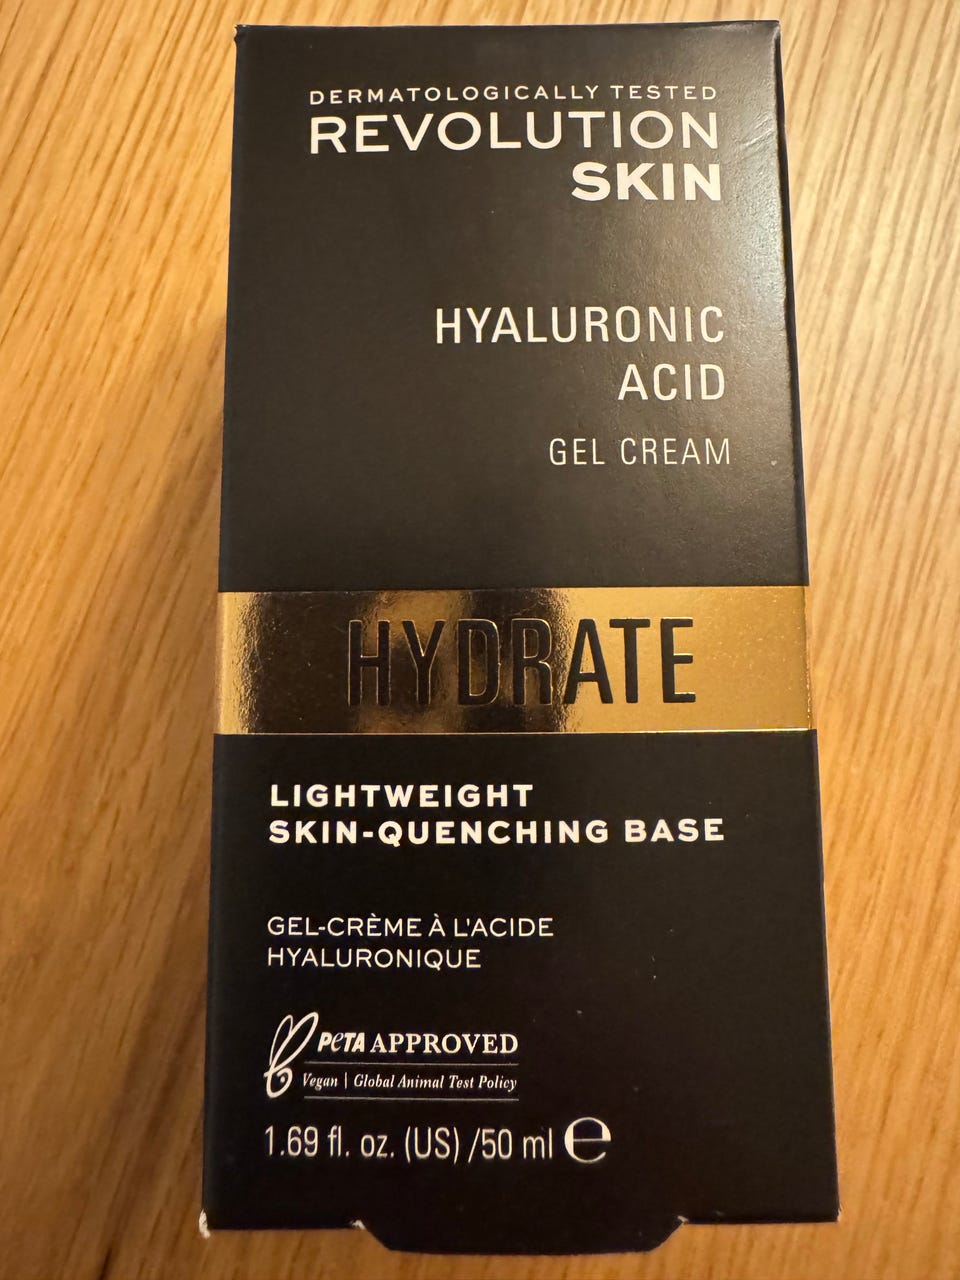 DERMATOLOGICALLY TESTED
REVOLUTION
SKIN
HYALURONIC
ACID
GEL CREAM
HYDRATE
LIGHTWEIGHT
SKIN-QUENCHING BASE
GEL-CRÈME À L'ACIDE
HYALURONIQUE
PeTA APPROVED
Vegan | Global Animal Test Policy
1.69 fl. oz. (US) /50 ml ℮